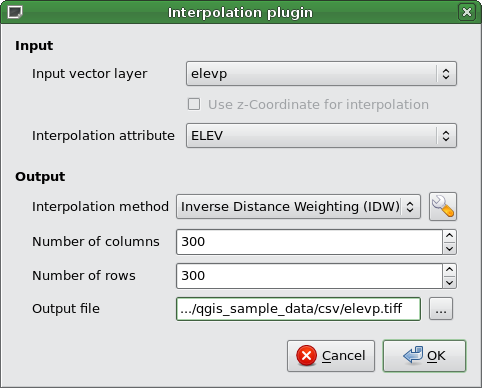 Interpolation plugin
Input
Input vector layer elevp
Use z-Coordinate for interpolation
Interpolation attribute ELEV
Output
Interpolation method Inverse Distance Weighting (IDW)
Number of columns 300
Number of rows 300
Output file .../qgis_sample_data/csv/elevp.tiff ...
Cancel OK